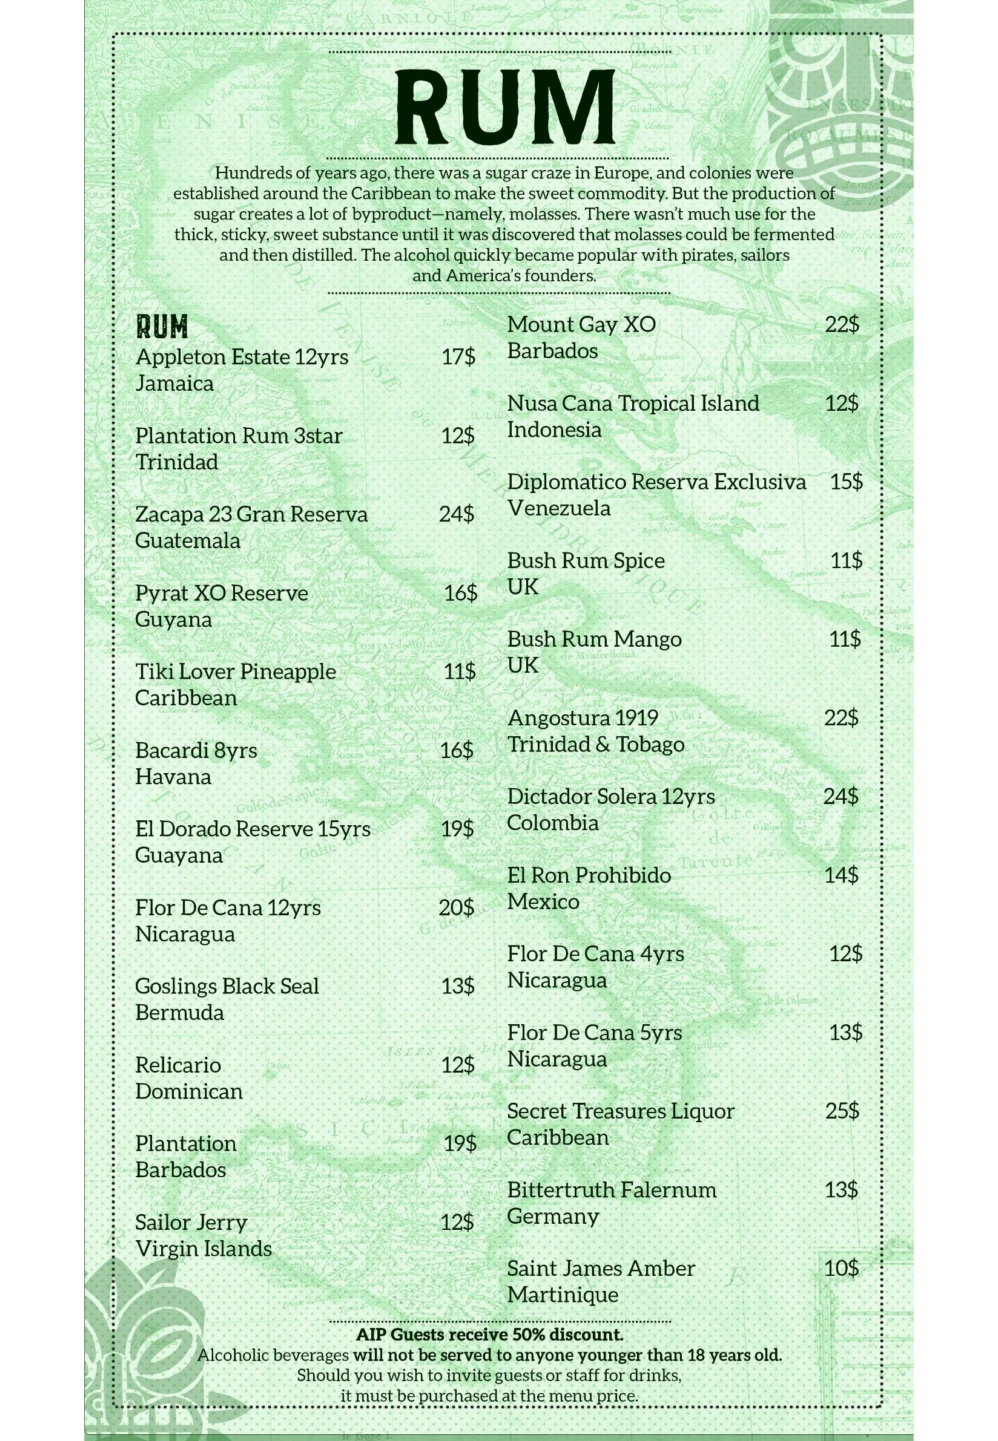 RUM
Hundreds of years ago, there was a sugar craze in Europe, and colonies were
established around the Caribbean to make the sweet commodity. But the production of
sugar creates a lot of byproduct—namely, molasses. There wasn't much use for the
thick, sticky, sweet substance until it was discovered that molasses could be fermented
and then distilled. The alcohol quickly became popular with pirates, sailors
and America's founders.
RUM
Appleton Estate 12yrs 17$
Jamaica
Plantation Rum 3star 12$
Trinidad
Zacapa 23 Gran Reserva 24$
Guatemala
Pyrat XO Reserve 16$
Guyana
Tiki Lover Pineapple 11$
Caribbean
Bacardi 8yrs 16$
Havana
El Dorado Reserve 15yrs 19$
Guayana
Flor De Cana 12yrs 20$
Nicaragua
Goslings Black Seal 13$
Bermuda
Relicario 12$
Dominican
Plantation 19$
Barbados
Sailor Jerry 12$
Virgin Islands
Mount Gay XO 22$
Barbados
Nusa Cana Tropical Island 12$
Indonesia
Diplomatico Reserva Exclusiva 15$
Venezuela
Bush Rum Spice 11$
UK
Bush Rum Mango 11$
UK
Angostura 1919 22$
Trinidad & Tobago
Dictador Solera 12yrs 24$
Colombia
El Ron Prohibido 14$
Mexico
Flor De Cana 4yrs 12$
Nicaragua
Flor De Cana 5yrs 13$
Nicaragua
Secret Treasures Liquor 25$
Caribbean
Bittertruth Falernum 13$
Germany
Saint James Amber 10$
Martinique
AIP Guests receive 50% discount.
Alcoholic beverages will not be served to anyone younger than 18 years old.
Should you wish to invite guests or staff for drinks,
it must be purchased at the menu price.